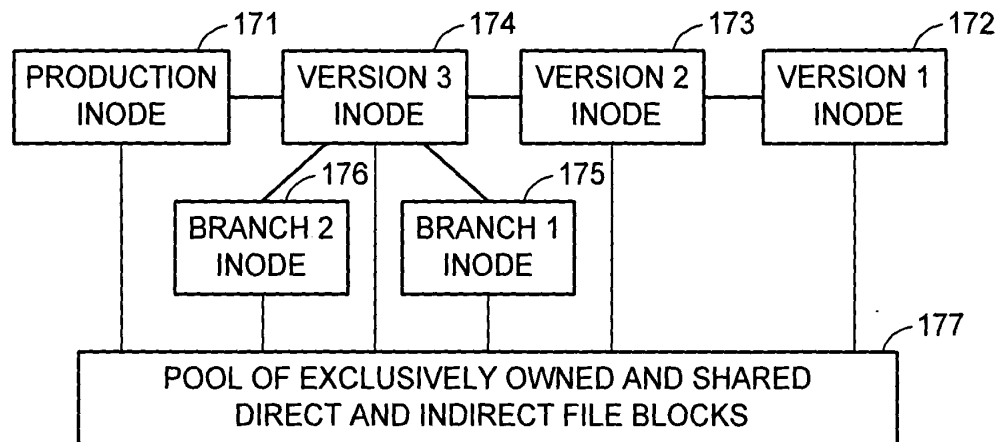 171
174
173
172
PRODUCTION
INODE
VERSION 3
INODE
VERSION 2
INODE
VERSION 1
INODE
176
175
BRANCH 2
INODE
BRANCH 1
INODE
177
POOL OF EXCLUSIVELY OWNED AND SHARED
DIRECT AND INDIRECT FILE BLOCKS